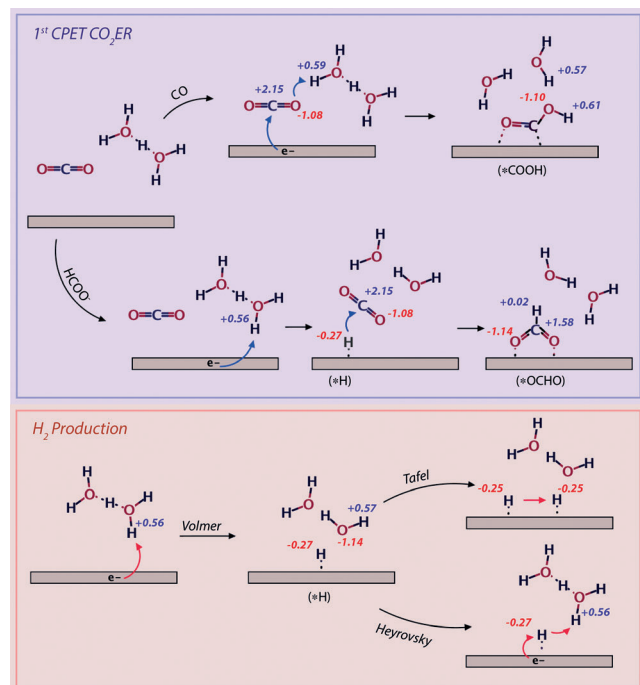 1st CPET CO2ER
CO
+2.15
-1.08
+0.59
O=C=O
H
O
H
H
H
O
H
e−
O=C=O
H
O
H
H
O
H
-1.10
+0.57
+0.61
H
O
H
H
O
H
O
C
O
H
(*COOH)
HCOO-
O=C=O
+0.56
H
O
H
H
O
H
e−
+2.15
-1.08
-0.27
H
O
H
H
O
H
O
C
O
H
(*H)
+0.02
-1.14
+1.58
H
O
H
H
O
H
H
C
O
O
(*OCHO)
H2 Production
H
O
H
H
O
H
+0.56
e−
Volmer
H
O
H
H
O
H
+0.57
-0.27
-1.14
H
(*H)
Tafel
H
O
H
H
O
H
-0.25
-0.25
H
H
Heyrovsky
H
O
H
H
O
H
-0.27
+0.56
H
e−